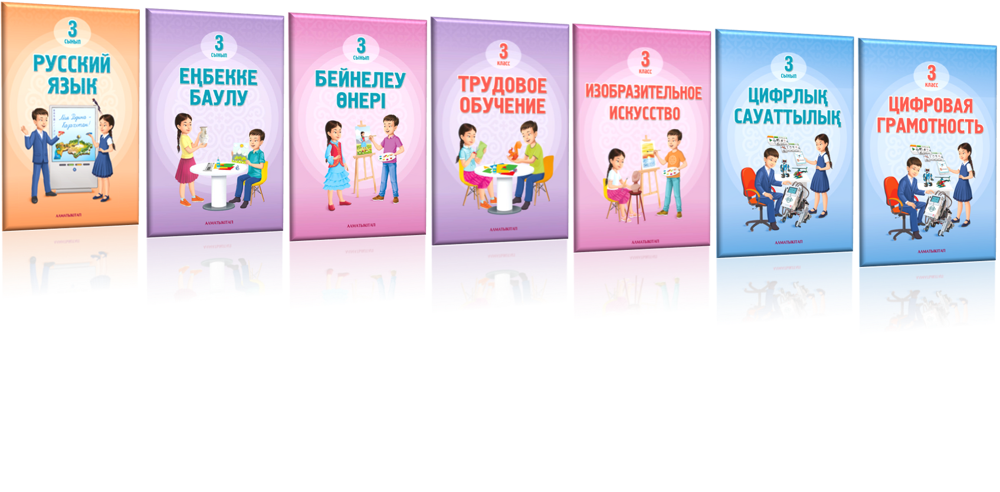 3
СЫНЫП
РУССКИЙ
ЯЗЫК
Моя Родина -
Казахстан!
АЛМАТЫКІТАП
3
СЫНЫП
ЕҢБЕККЕ
БАУЛУ
АЛМАТЫКІТАП
3
СЫНЫП
БЕЙНЕЛЕУ
ӨНЕРІ
АЛМАТЫКІТАП
3
КЛАСС
ТРУДОВОЕ
ОБУЧЕНИЕ
АЛМАТЫКІТАП
3
КЛАСС
ИЗОБРАЗИТЕЛЬНОЕ
ИСКУССТВО
АЛМАТЫКІТАП
3
СЫНЫП
ЦИФРЛЫҚ
САУАТТЫЛЫҚ
АЛМАТЫКІТАП
3
КЛАСС
ЦИФРОВАЯ
ГРАМОТНОСТЬ
АЛМАТЫКІТАП